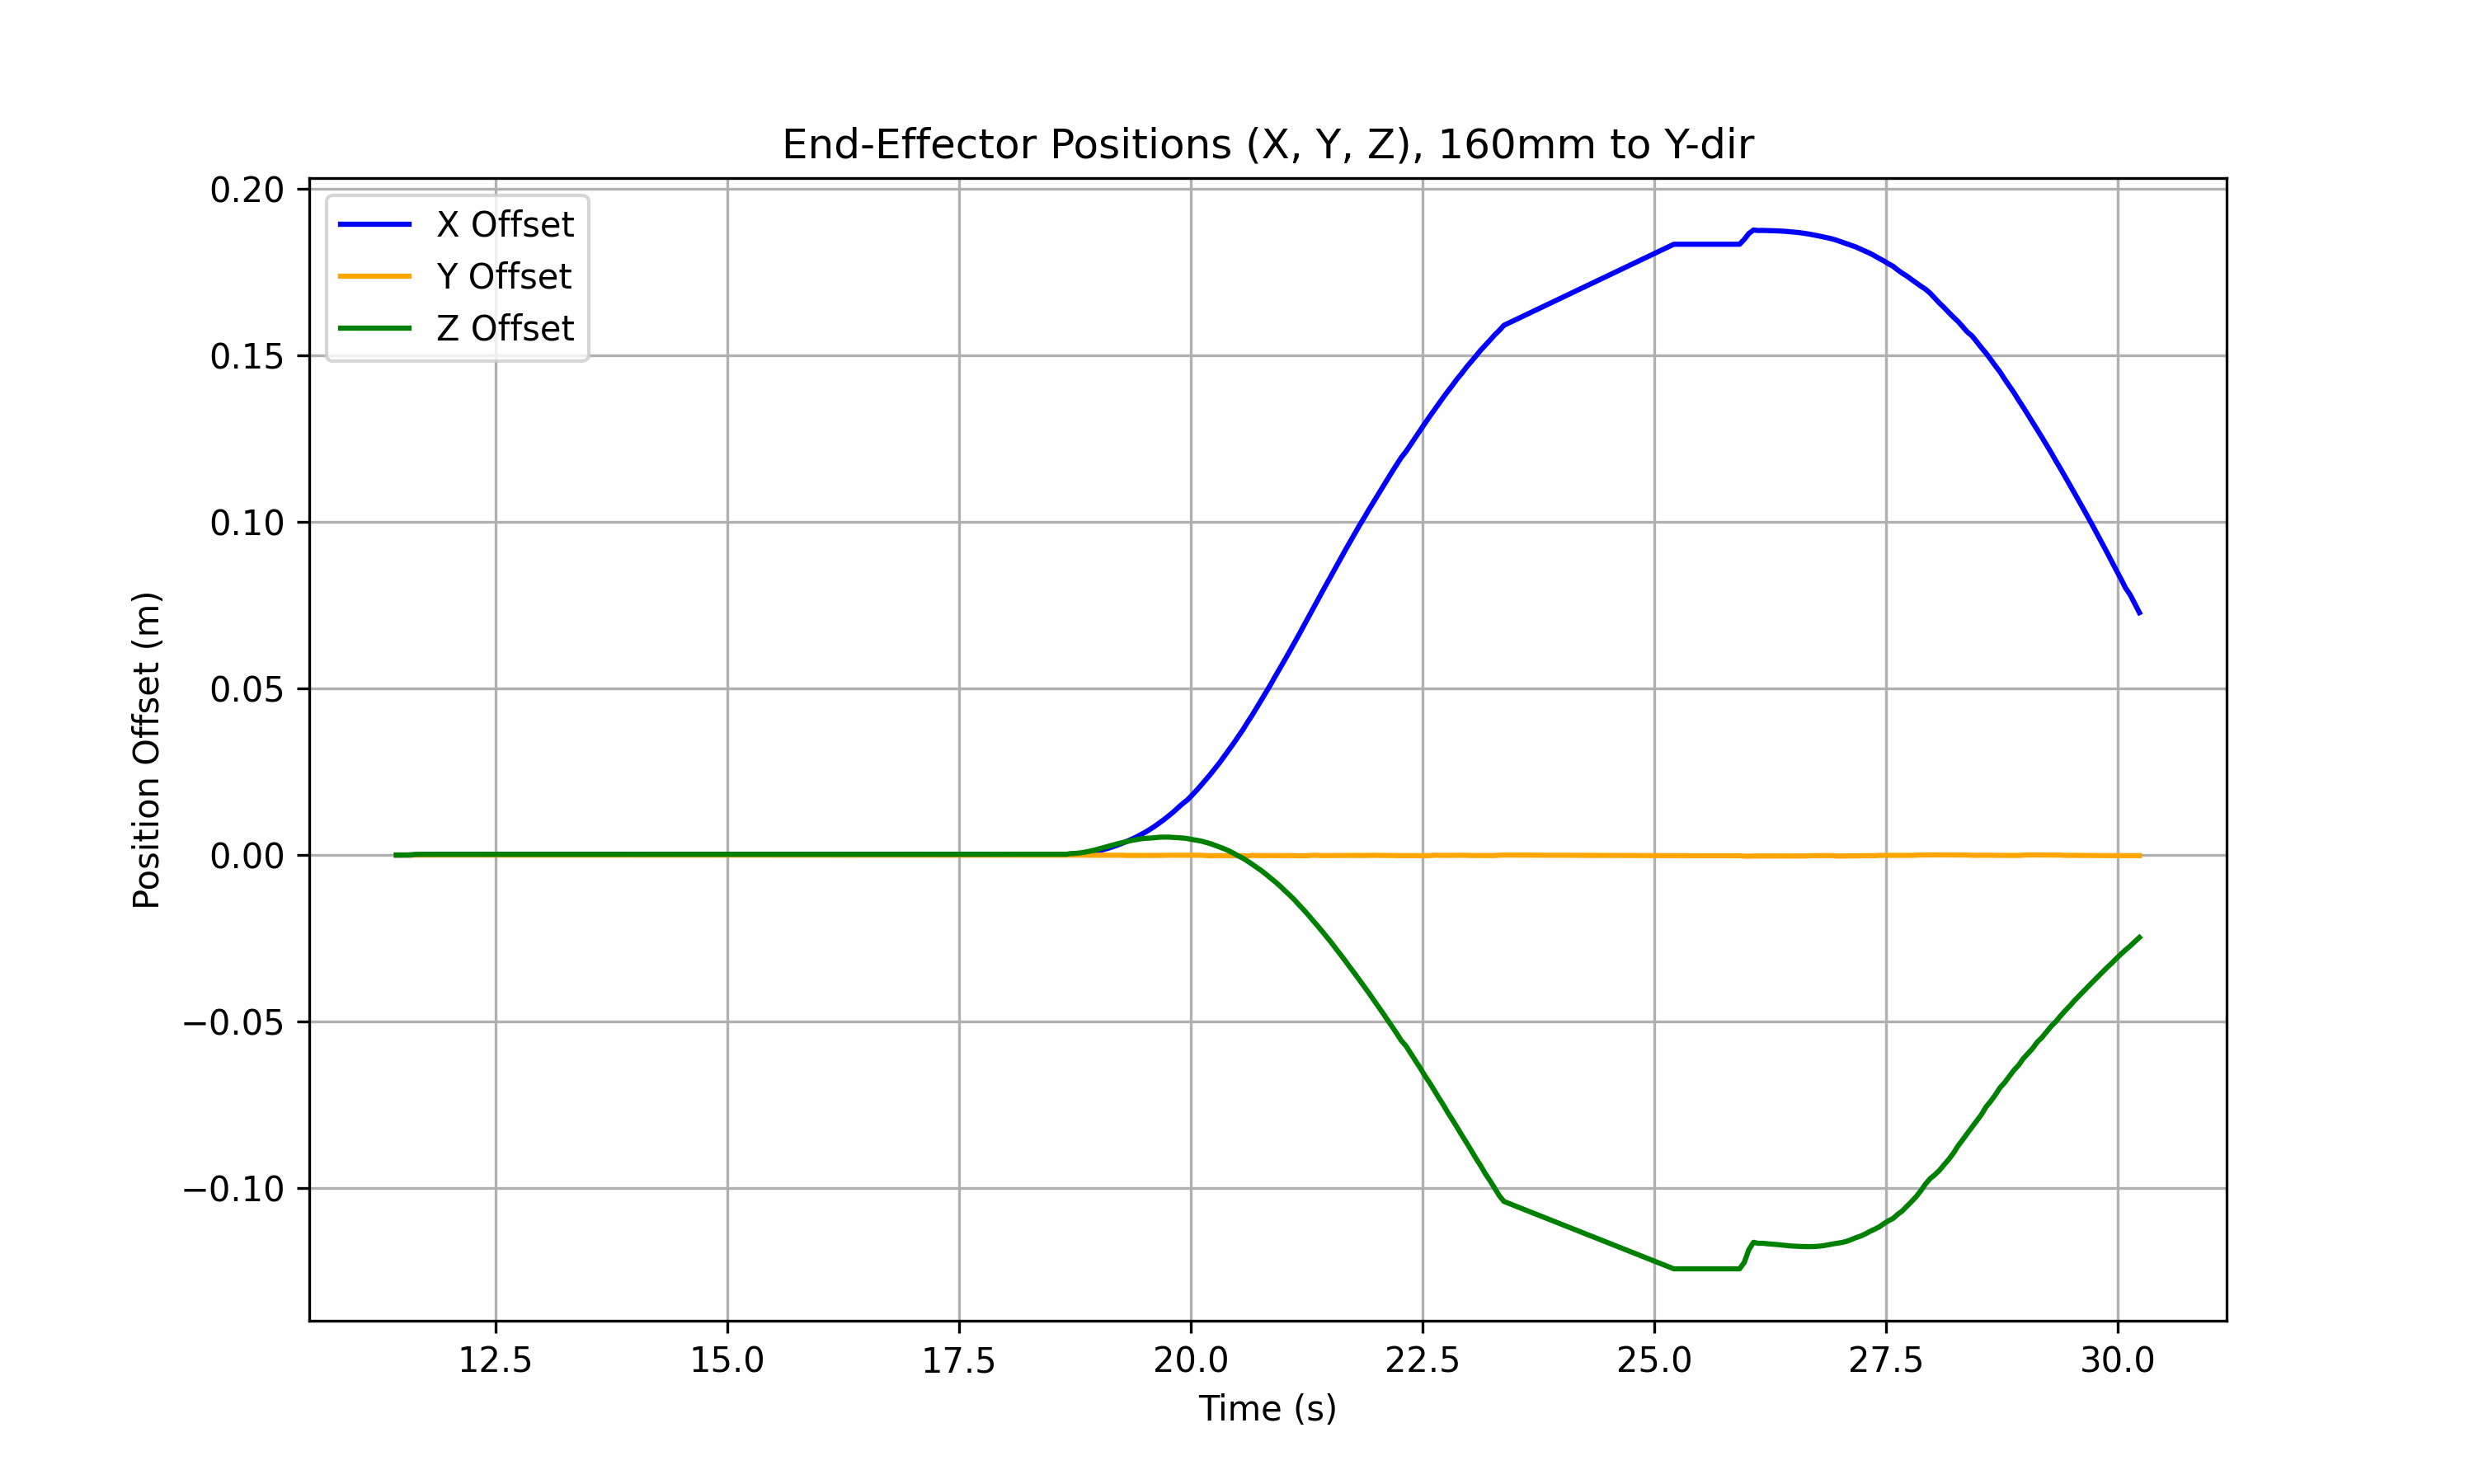 End-Effector Positions (X, Y, Z), 160mm to Y-dir
X Offset
Y Offset
Z Offset
0.20
0.15
0.10
0.05
0.00
−0.05
−0.10
Position Offset (m)
12.5 15.0 17.5 20.0 22.5 25.0 27.5 30.0
Time (s)